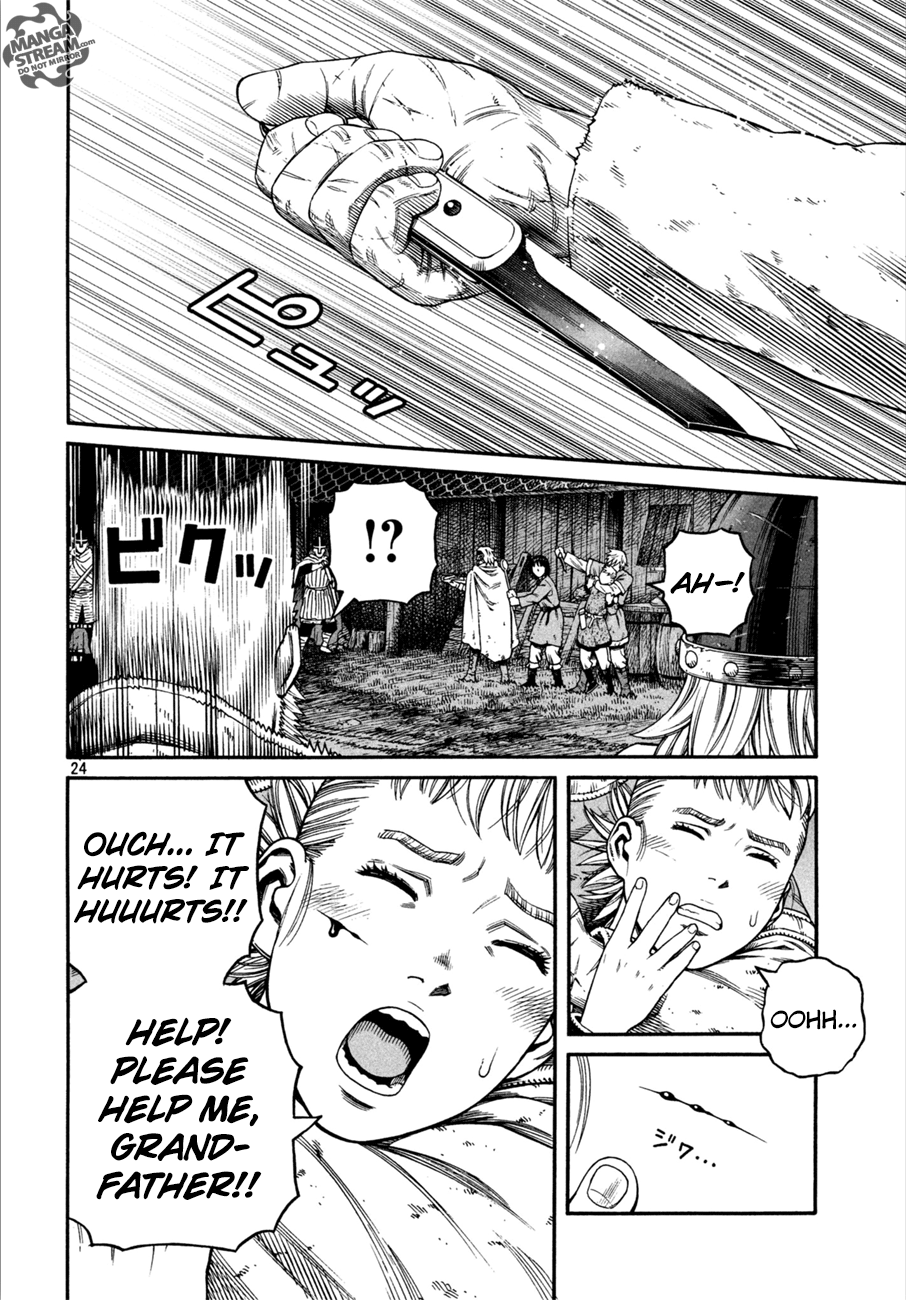 MANGA
STREAM.com
DO NOT MIRROR
ピュッ
AH-!
!?
ビクッ
24
OOHH...
ジワ...
OUCH... IT
HURTS! IT
HUUURTS!!
HELP!
PLEASE
HELP ME,
GRAND-
FATHER!!